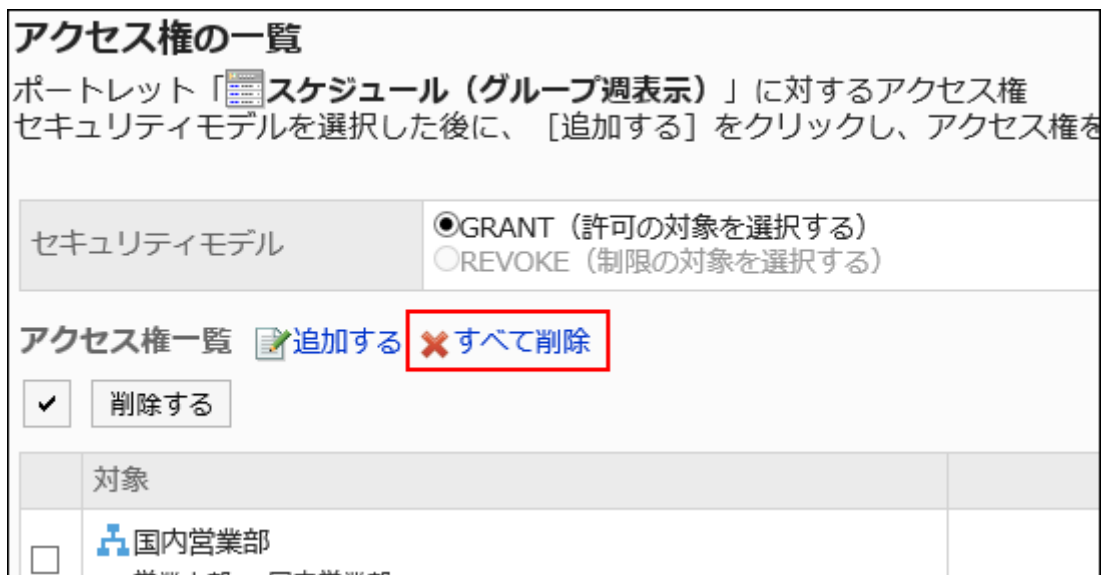 アクセス権の一覧
ポートレット「スケジュール（グループ週表示）」に対するアクセス権
セキュリティモデルを選択した後に、［追加する］をクリックし、アクセス権を
セキュリティモデル
GRANT（許可の対象を選択する）
REVOKE（制限の対象を選択する）
アクセス権一覧 追加する すべて削除
削除する
対象
国内営業部